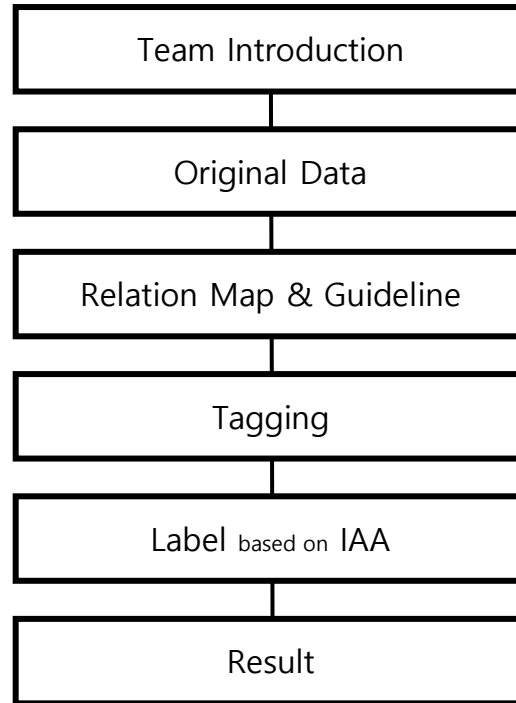 Team Introduction
Original Data
Relation Map & Guideline
Tagging
Label based on IAA
Result